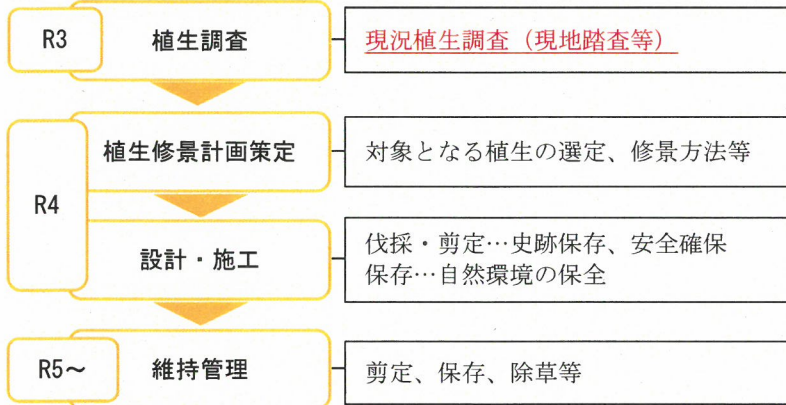 R3
植生調査
現況植生調査（現地踏査等）
R4
植生修景計画策定
対象となる植生の選定、修景方法等
設計・施工
伐採・剪定…史跡保存、安全確保
保存…自然環境の保全
R5～
維持管理
剪定、保存、除草等